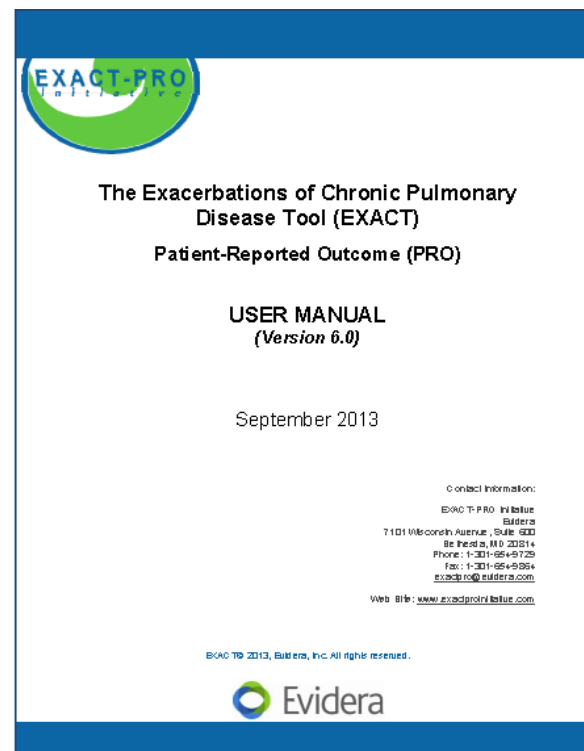 EXACT-PRO
initiative
The Exacerbations of Chronic Pulmonary
Disease Tool (EXACT)
Patient-Reported Outcome (PRO)
USER MANUAL
(Version 6.0)
September 2013
Contact Information:
EXACT-PRO Initiative
Evidera
7101 Wisconsin Avenue, Suite 600
Bethesda, MD 20814
Phone: 1-301-654-9729
Fax: 1-301-654-9864
exactpro@evidera.com
Web Site: www.exactproinitiative.com
EXACT© 2013, Evidera, Inc. All rights reserved.
Evidera